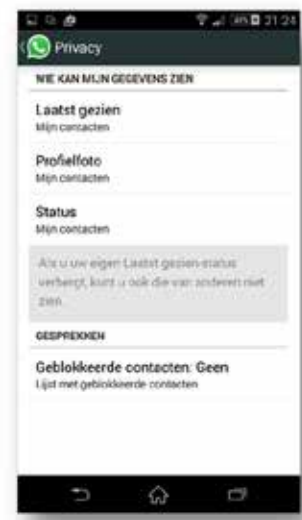 21:24
Privacy
WIE KAN MIJN GEGEVENS ZIEN
Laatst gezien
Mijn contacten
Profielfoto
Mijn contacten
Status
Mijn contacten
Als u uw eigen Laatst gezien-status
verbergt, kunt u ook die van anderen niet
zien.
GESPREKKEN
Geblokkeerde contacten: Geen
Lijst met geblokkeerde contacten